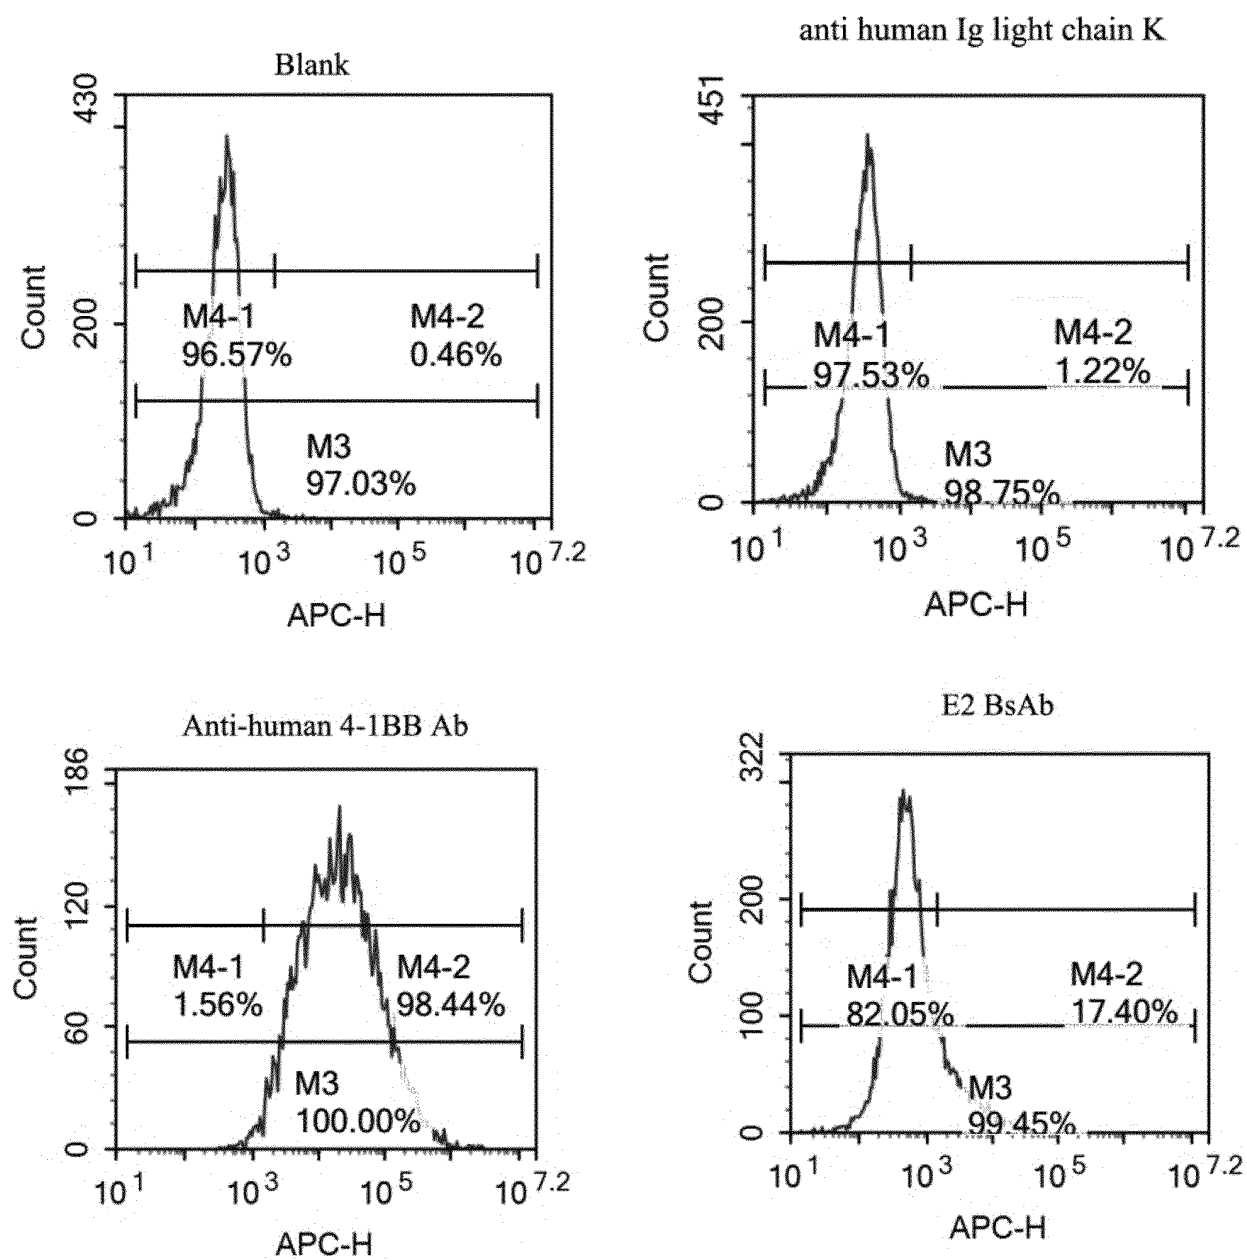 Blank
430
200
0
Count
M4-1
96.57%
M4-2
0.46%
M3
97.03%
10^1 10^3 10^5 10^7.2
APC-H
anti human Ig light chain K
451
200
0
Count
M4-1
97.53%
M4-2
1.22%
M3
98.75%
10^1 10^3 10^5 10^7.2
APC-H
Anti-human 4-1BB Ab
186
120
60
0
Count
M4-1
1.56%
M4-2
98.44%
M3
100.00%
10^1 10^3 10^5 10^7.2
APC-H
E2 BsAb
322
200
100
0
Count
M4-1
82.05%
M4-2
17.40%
M3
99.45%
10^1 10^3 10^5 10^7.2
APC-H